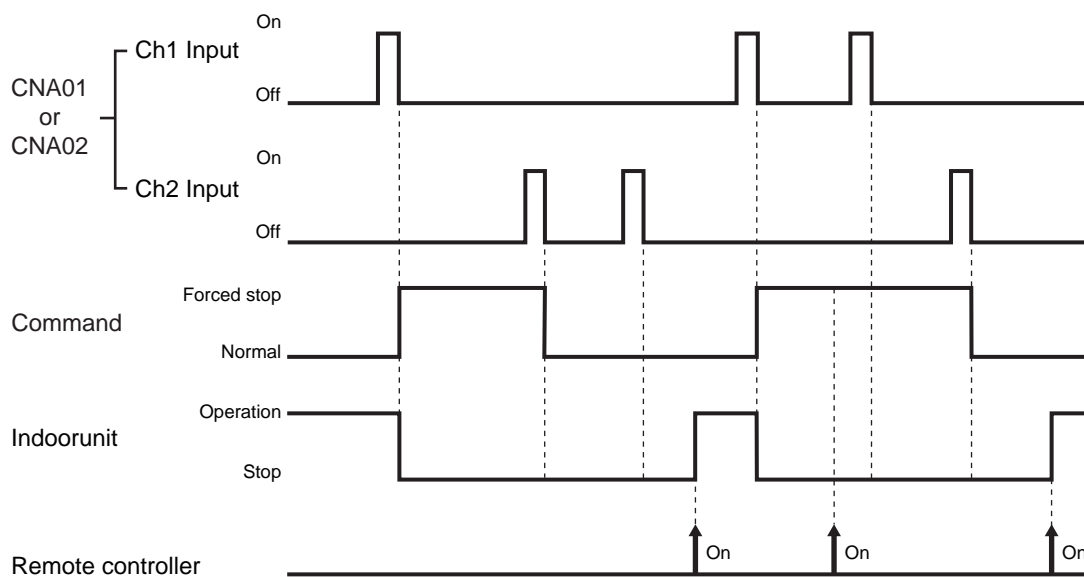 On
Ch1 Input
Off
CNA01
or
CNA02
On
Ch2 Input
Off
Forced stop
Command
Normal
Operation
Indoorunit
Stop
On
On
On
Remote controller